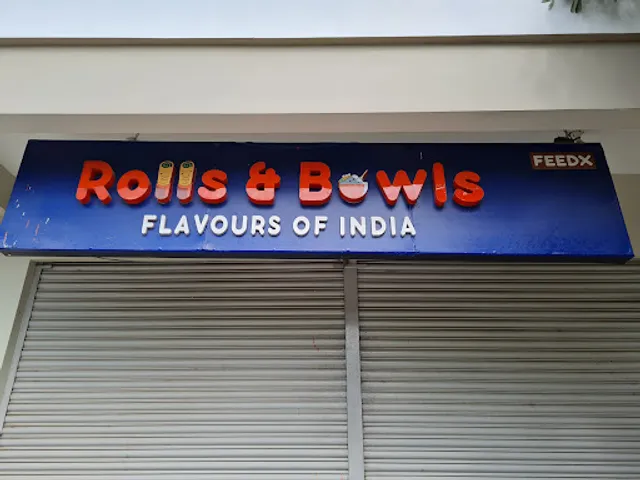 Rolls & Bowls
FLAVOURS OF INDIA
FEEDX